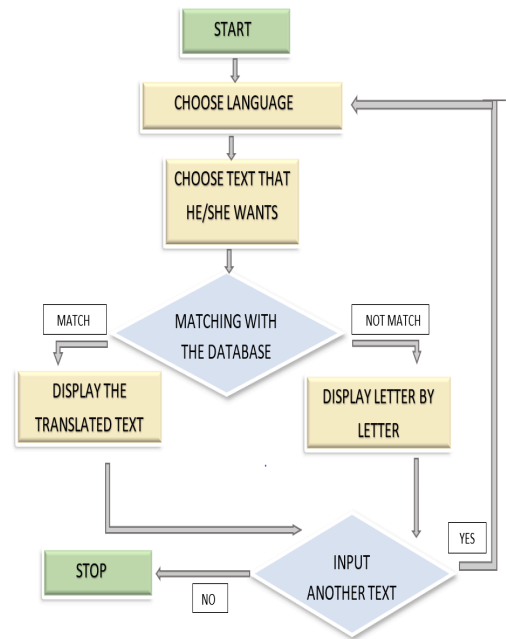 START
CHOOSE LANGUAGE
CHOOSE TEXT THAT
HE/SHE WANTS
MATCHING WITH
THE DATABASE
MATCH
NOT MATCH
DISPLAY THE
TRANSLATED TEXT
DISPLAY LETTER BY
LETTER
INPUT
ANOTHER TEXT
YES
NO
STOP